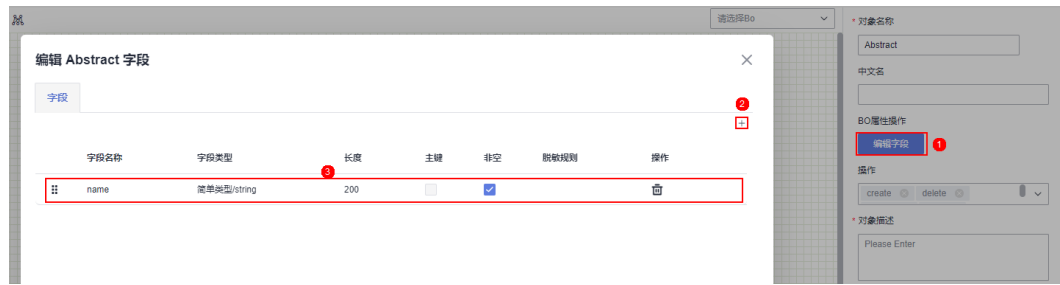 请选择Bo
编辑 Abstract 字段
字段
2
+
字段名称 字段类型 长度 主键 非空 脱敏规则 操作
3
name 简单类型/string 200
* 对象名称
Abstract
中文名
BO属性操作
编辑字段 1
操作
create delete
* 对象描述
Please Enter